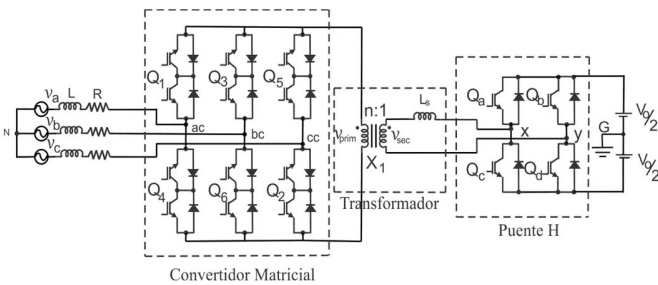 Q1 Q3 Q5
va L R
N vb
vc
ac bc cc
Q4 Q6 Q2
n:1
Ls
vprim vsec
X1
Transformador
Qa Qb
x y
Qc Qd
G
Vo/2
Vo/2
Puente H
Convertidor Matricial